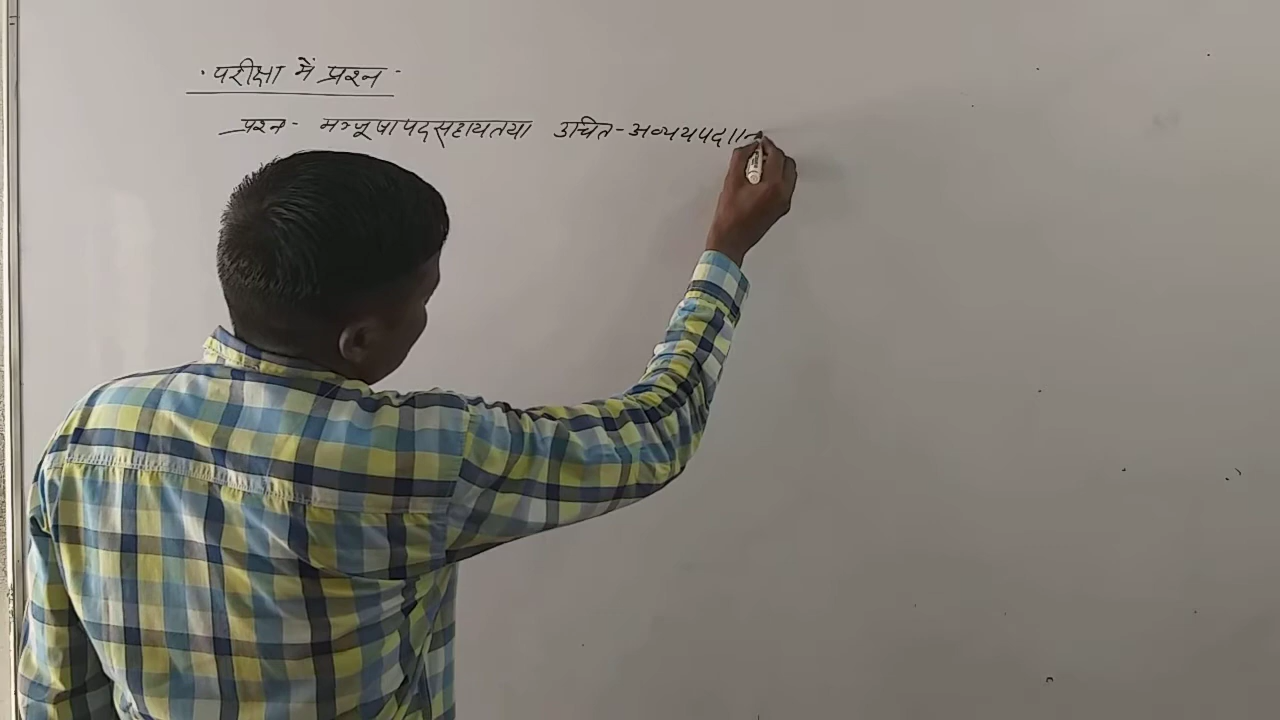 परीक्षा में प्रश्न
प्रश्न- मञ्जूषापदसहायतया उचित-अव्ययपदानि